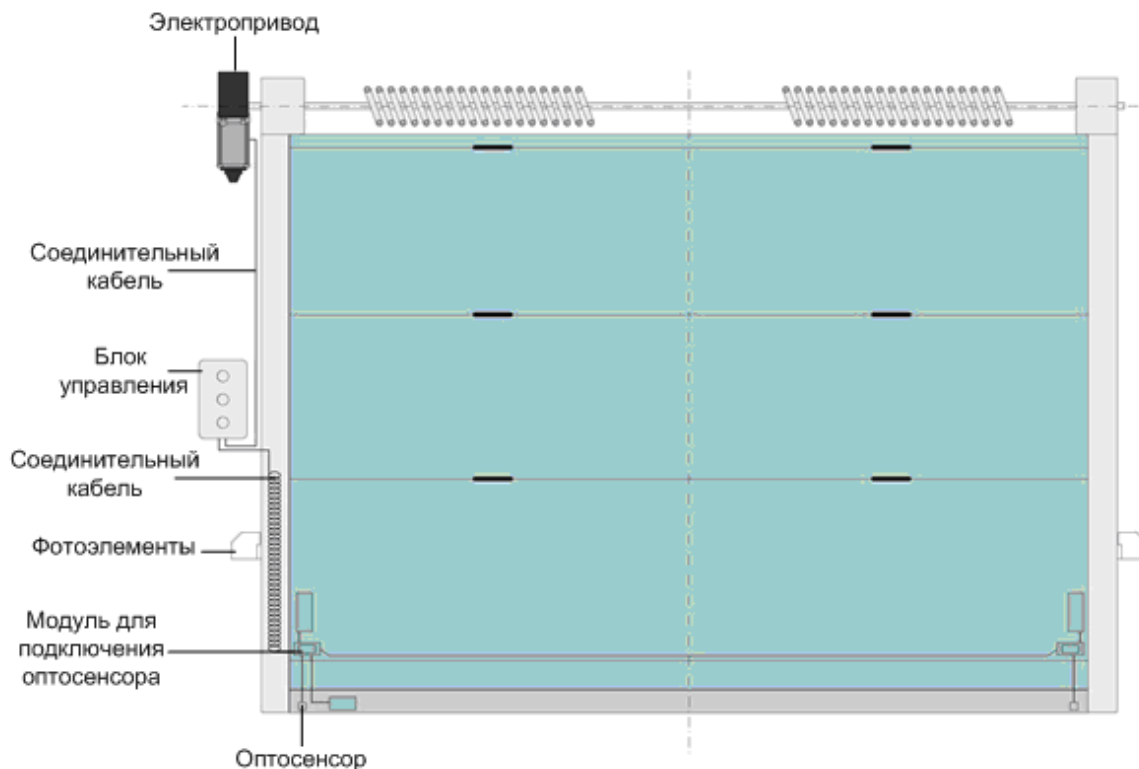 Электропривод
Соединительный
кабель
Блок
управления
Соединительный
кабель
Фотоэлементы
Модуль для
подключения
оптосенсора
Оптосенсор